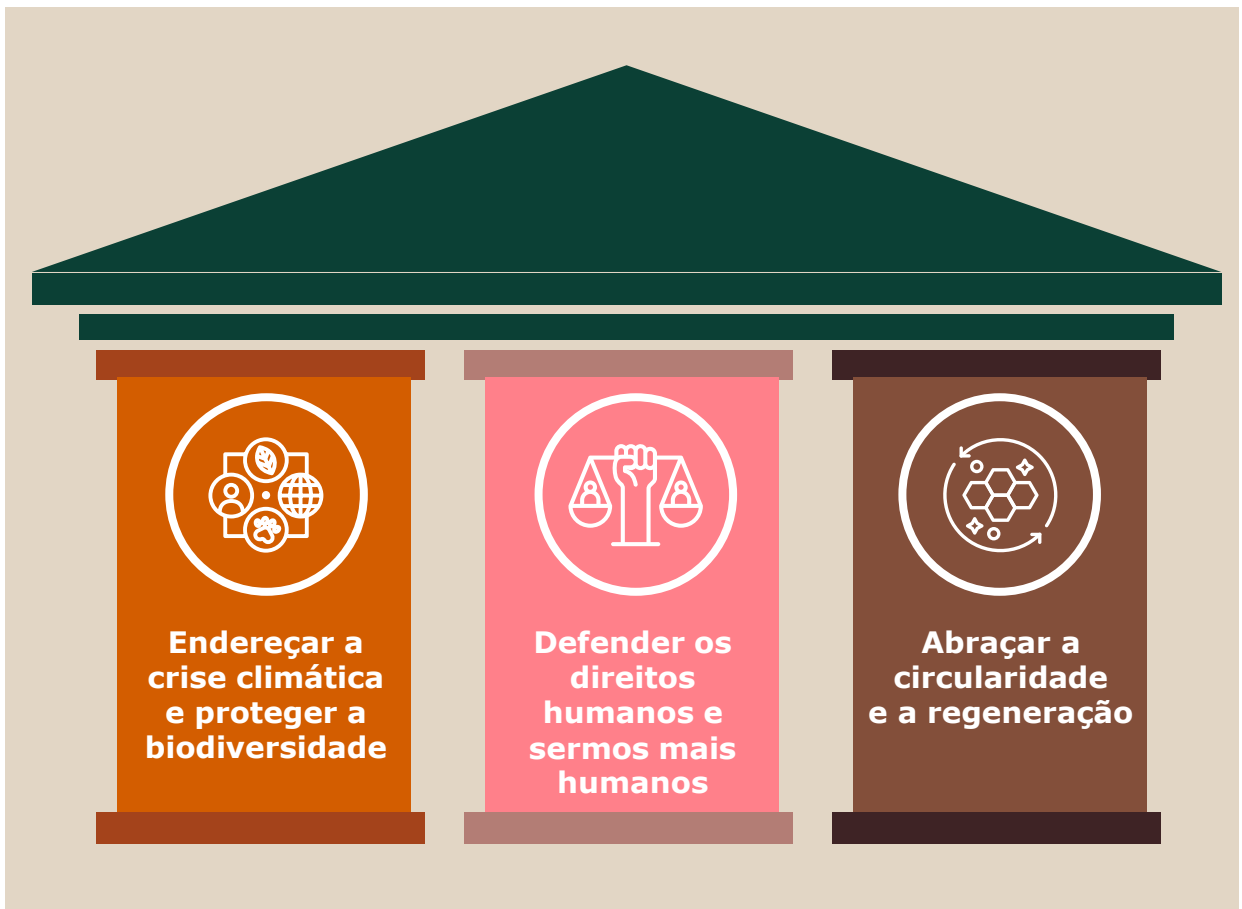 Endereçar a
crise climática
e proteger a
biodiversidade
Defender os
direitos
humanos e
sermos mais
humanos
Abraçar a
circularidade
e a regeneração